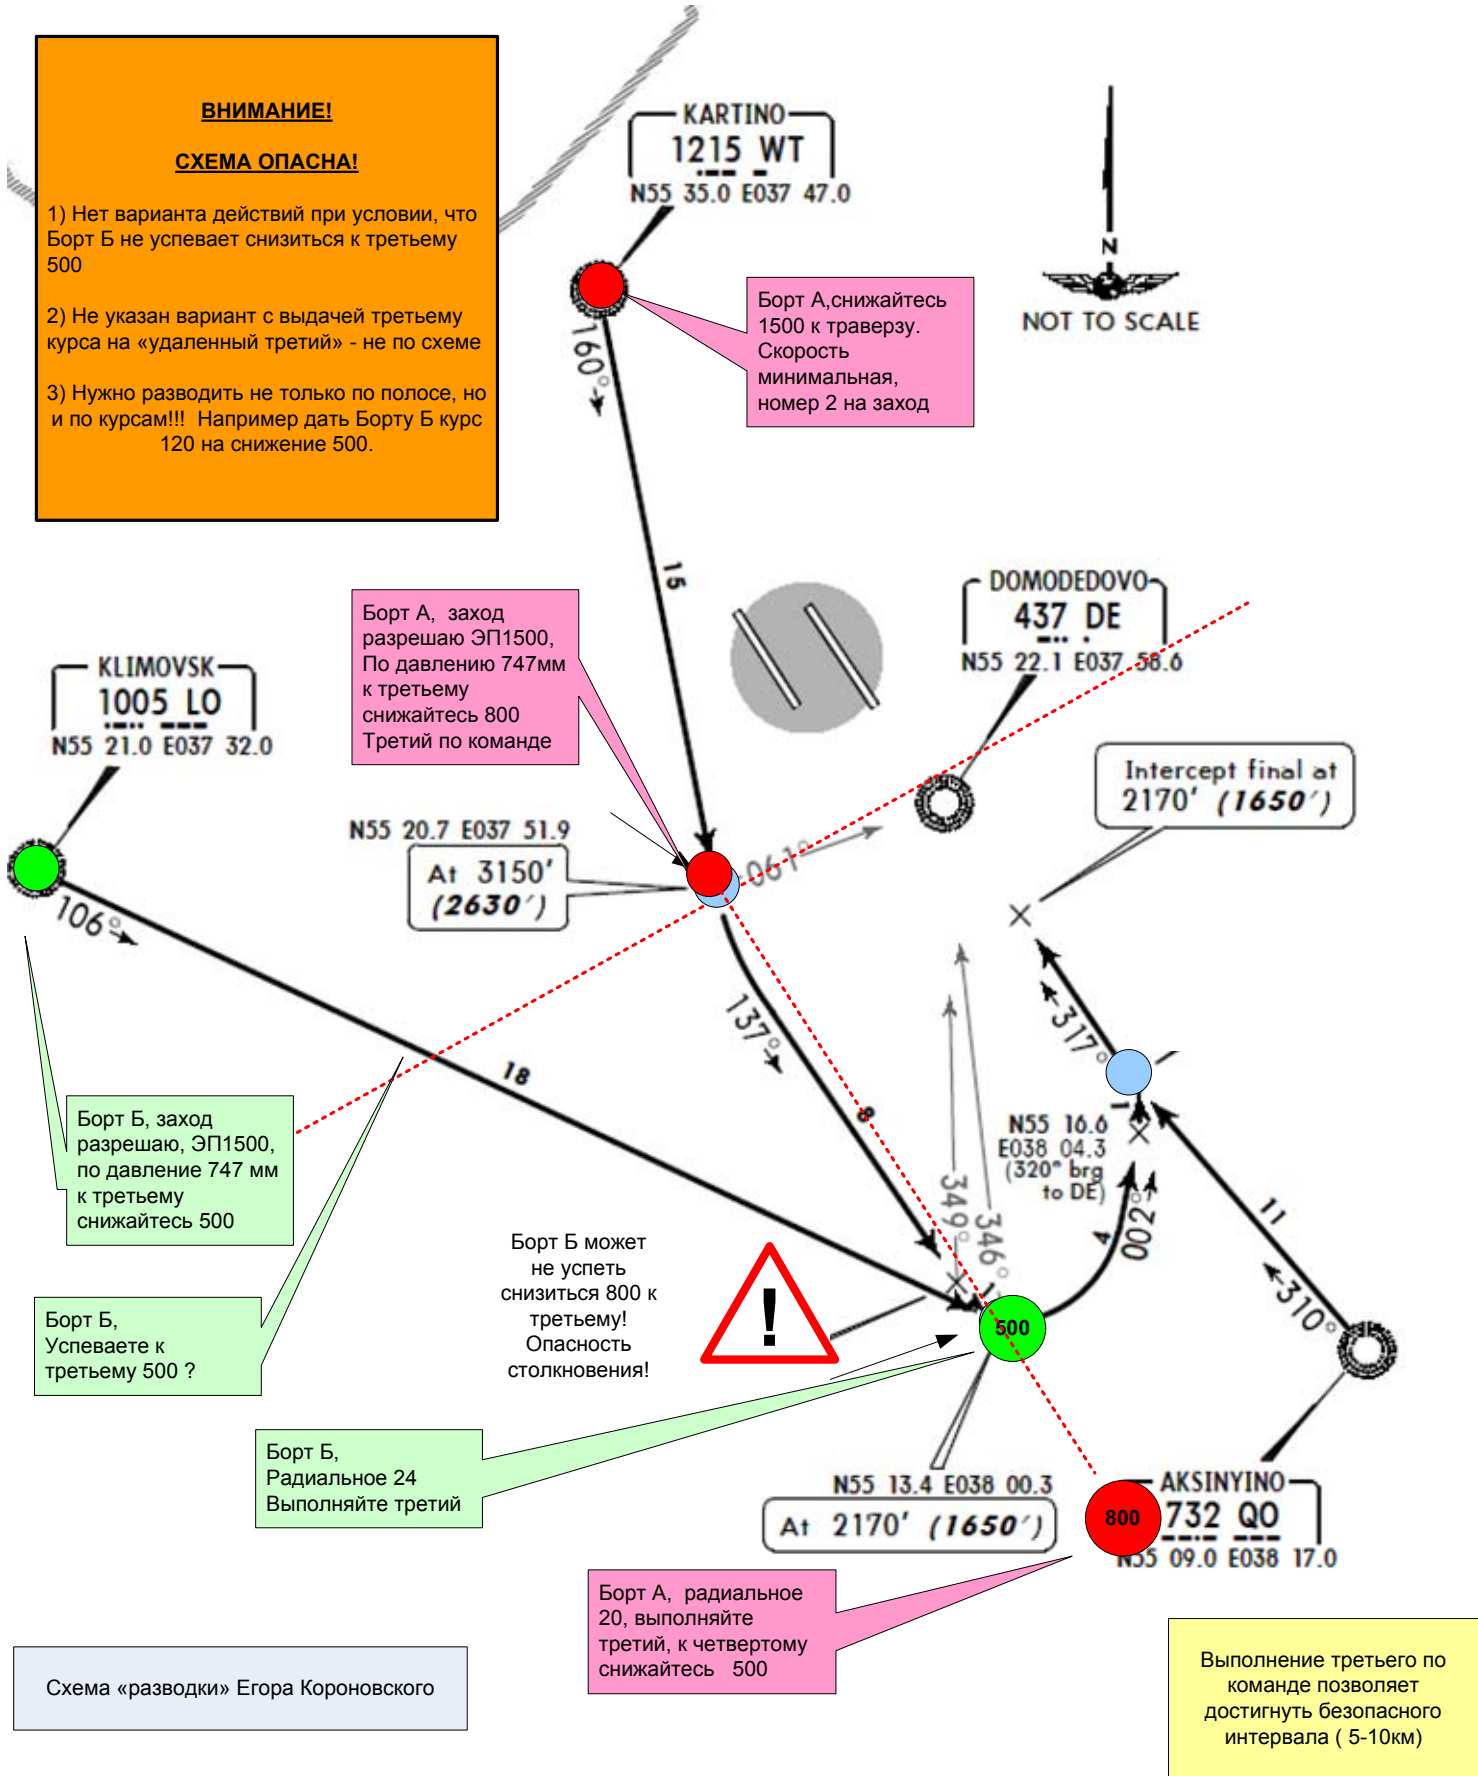 ВНИМАНИЕ!
СХЕМА ОПАСНА!
1) Нет варианта действий при условии, что
Борт Б не успевает снизиться к третьему
500
2) Не указан вариант с выдачей третьему
курса на «удаленный третий» - не по схеме
3) Нужно разводить не только по полосе, но
и по курсам!!! Например дать Борту Б курс
120 на снижение 500.
KARTINO
1215 WT
N55 35.0 E037 47.0
N
NOT TO SCALE
160°
Борт А,снижайтесь
1500 к траверзу.
Скорость
минимальная,
номер 2 на заход
15
DOMODEDOVO
437 DE
N55 22.1 E037 58.6
Борт А, заход
разрешаю ЭП1500,
По давлению 747мм
к третьему
снижайтесь 800
Третий по команде
KLIMOVSK
1005 LO
N55 21.0 E037 32.0
Intercept final at
2170' (1650')
N55 20.7 E037 51.9
At 3150'
(2630')
061°
106°
137°
317°
18
8
1
N55 16.6
E038 04.3
(320° brg
to DE)
Борт Б, заход
разрешаю, ЭП1500,
по давление 747 мм
к третьему
снижайтесь 500
349°
346°
4
002°
11
310°
Борт Б может
не успеть
снизиться 800 к
третьему!
Опасность
столкновения!
!
500
Борт Б,
Успеваете к
третьему 500 ?
Борт Б,
Радиальное 24
Выполняйте третий
N55 13.4 E038 00.3
At 2170' (1650')
800
AKSINYINO
732 QO
N55 09.0 E038 17.0
Борт А, радиальное
20, выполняйте
третий, к четвертому
снижайтесь 500
Схема «разводки» Егора Короновского
Выполнение третьего по
команде позволяет
достигнуть безопасного
интервала ( 5-10км)